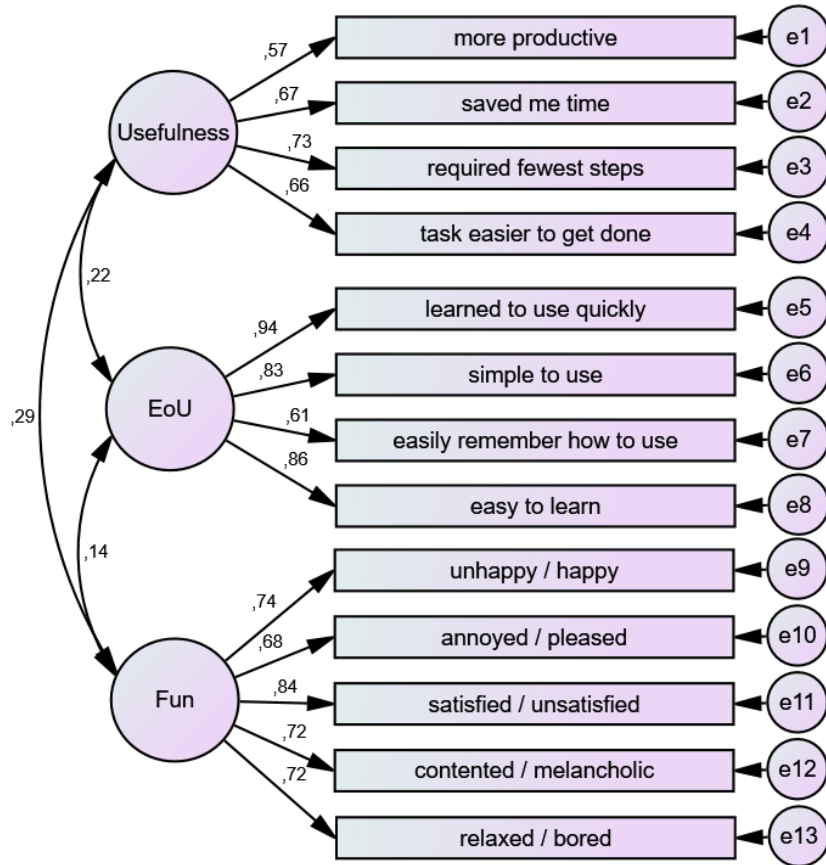 more productive
e1
,57
saved me time
e2
,67
Usefulness
required fewest steps
e3
,73
task easier to get done
e4
,66
,22
learned to use quickly
e5
,94
simple to use
e6
,83
EoU
,29
easily remember how to use
e7
,61
easy to learn
e8
,86
,14
unhappy / happy
e9
,74
annoyed / pleased
e10
,68
Fun
satisfied / unsatisfied
e11
,84
contented / melancholic
e12
,72
relaxed / bored
e13
,72